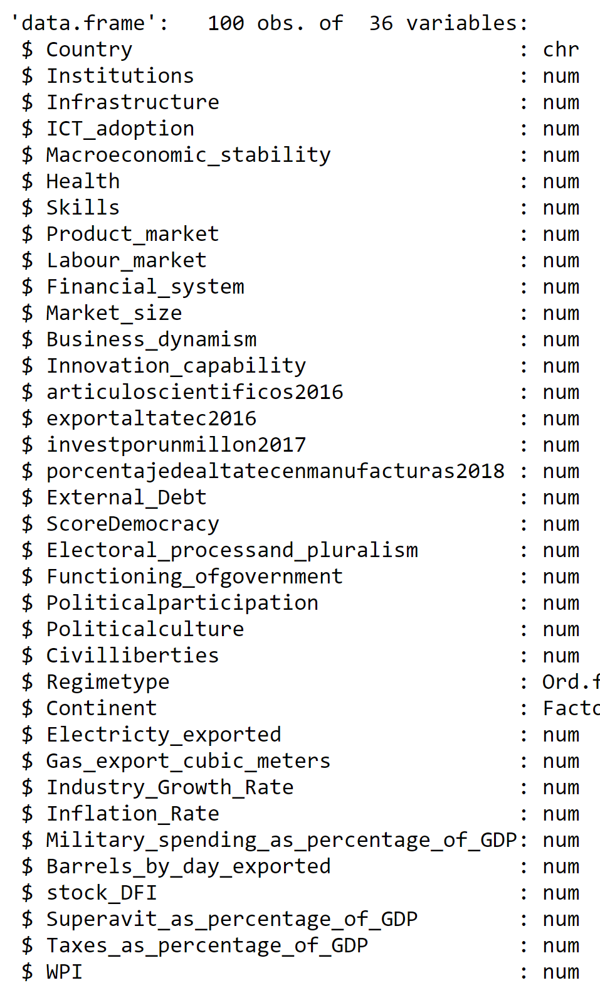 'data.frame':   100 obs. of  36 variables:
 $ Country                               : chr
 $ Institutions                          : num
 $ Infrastructure                        : num
 $ ICT_adoption                          : num
 $ Macroeconomic_stability               : num
 $ Health                                : num
 $ Skills                                : num
 $ Product_market                        : num
 $ Labour_market                         : num
 $ Financial_system                      : num
 $ Market_size                           : num
 $ Business_dynamism                     : num
 $ Innovation_capability                 : num
 $ articuloscientificos2016              : num
 $ exportaltatec2016                     : num
 $ investporunmillon2017                 : num
 $ porcentajedealtatecenmanufacturas2018 : num
 $ External_Debt                         : num
 $ ScoreDemocracy                        : num
 $ Electoral_processand_pluralism        : num
 $ Functioning_ofgovernment              : num
 $ Politicalparticipation                : num
 $ Politicalculture                      : num
 $ Civilliberties                        : num
 $ Regimetype                            : Ord.f
 $ Continent                             : Facto
 $ Electricty_exported                   : num
 $ Gas_export_cubic_meters               : num
 $ Industry_Growth_Rate                  : num
 $ Inflation_Rate                        : num
 $ Military_spending_as_percentage_of_GDP: num
 $ Barrels_by_day_exported               : num
 $ stock_DFI                             : num
 $ Superavit_as_percentage_of_GDP        : num
 $ Taxes_as_percentage_of_GDP            : num
 $ WPI                                   : num